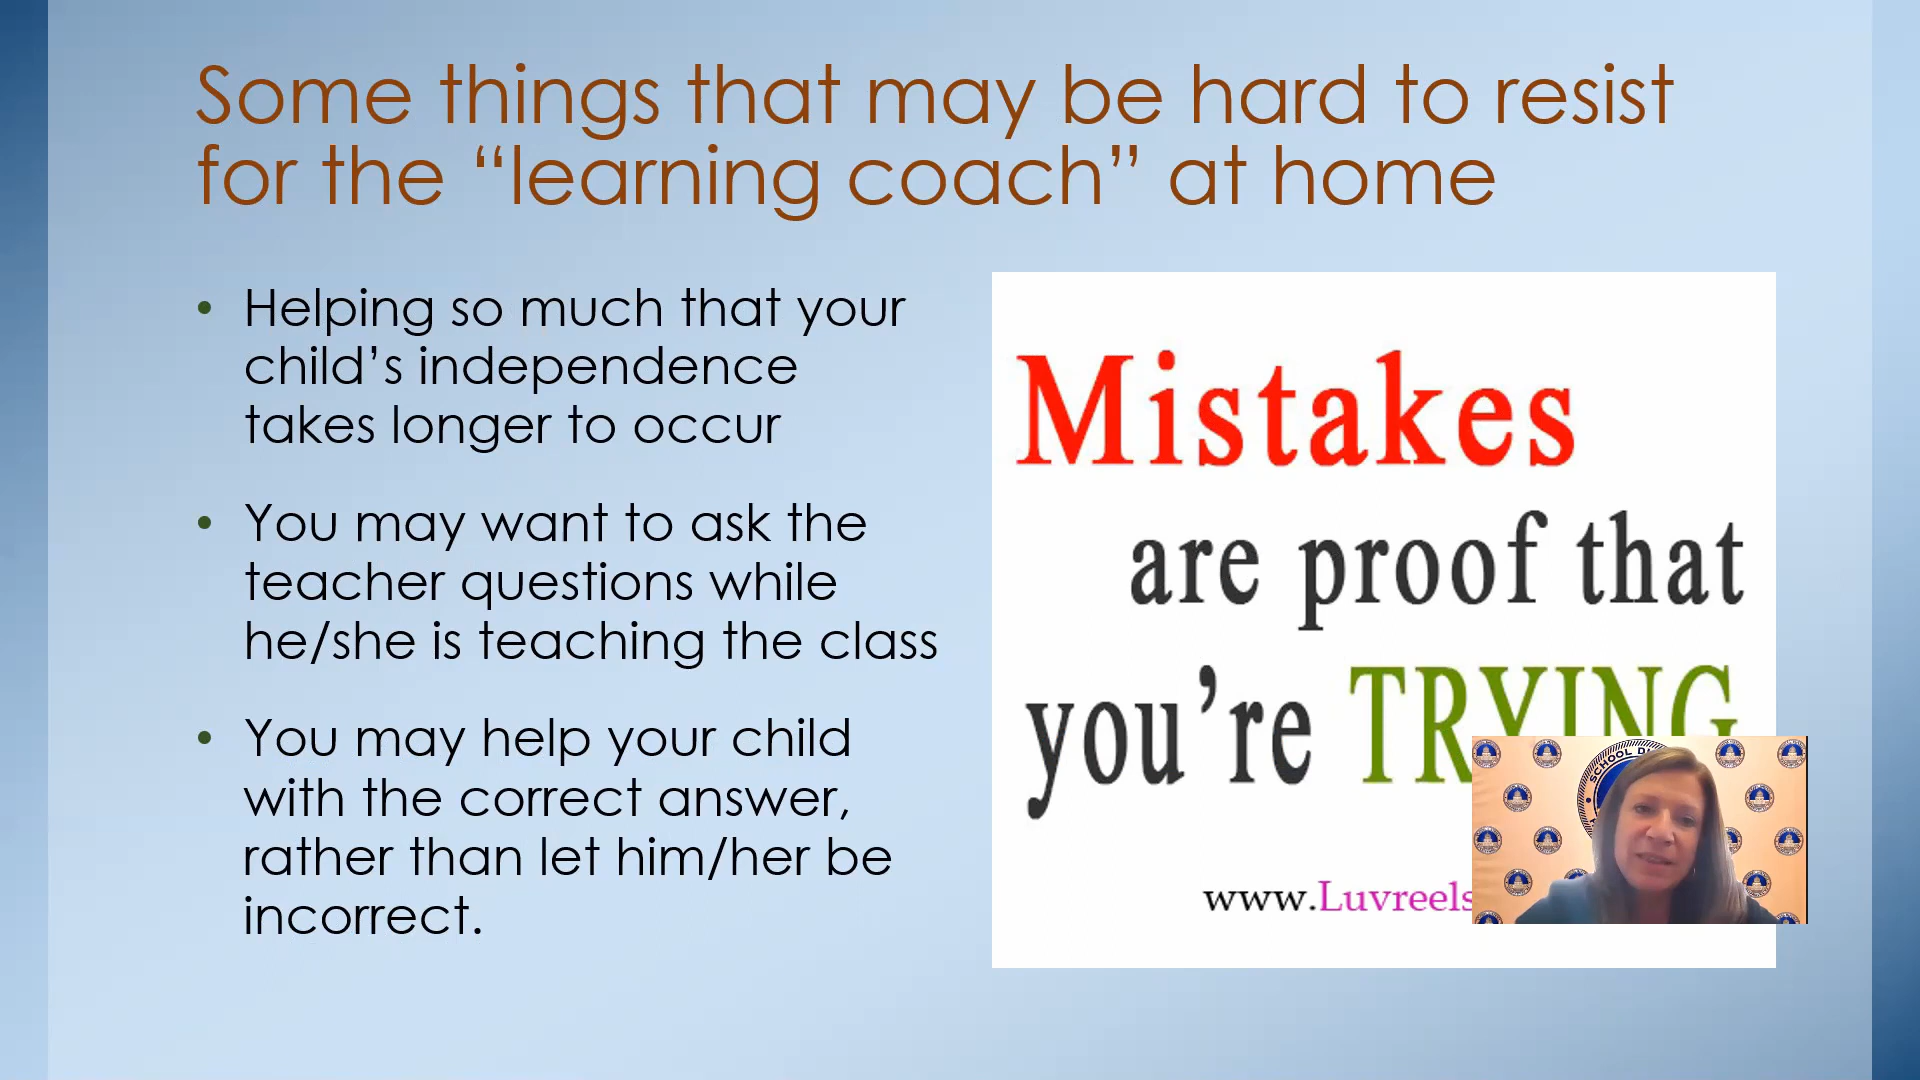 Some things that may be hard to resist
for the “learning coach” at home
• Helping so much that your
child’s independence
takes longer to occur
• You may want to ask the
teacher questions while
he/she is teaching the class
• You may help your child
with the correct answer,
rather than let him/her be
incorrect.
Mistakes
are proof that
you’re TRYING
www.Luvreels
SCHOOL